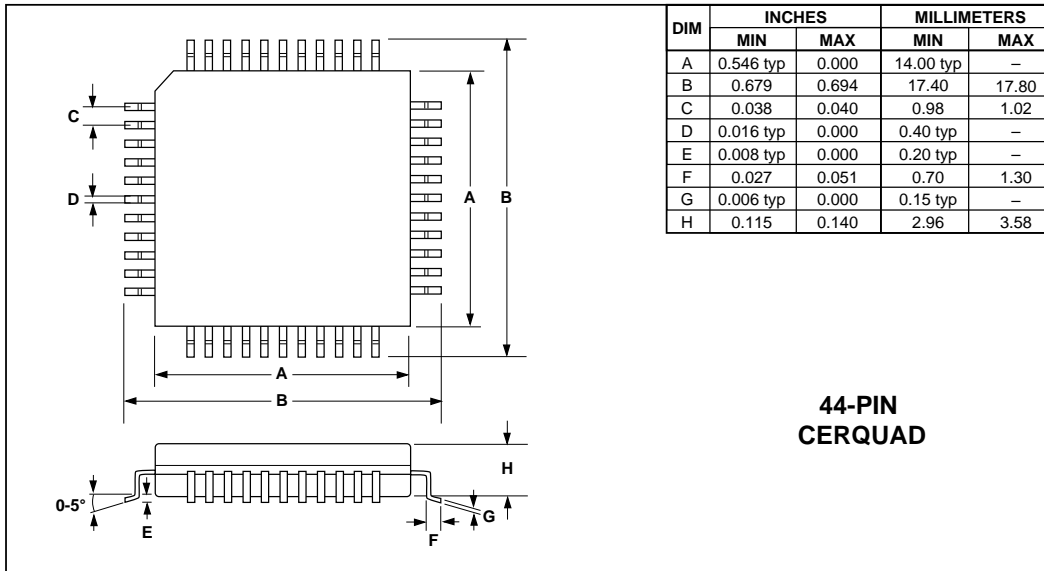 DIM INCHES MILLIMETERS
MIN MAX MIN MAX
A 0.546 typ 0.000 14.00 typ –
B 0.679 0.694 17.40 17.80
C 0.038 0.040 0.98 1.02
D 0.016 typ 0.000 0.40 typ –
E 0.008 typ 0.000 0.20 typ –
F 0.027 0.051 0.70 1.30
G 0.006 typ 0.000 0.15 typ –
H 0.115 0.140 2.96 3.58
C
D
A
B
A
B
44-PIN
CERQUAD
H
0-5°
E
F
G